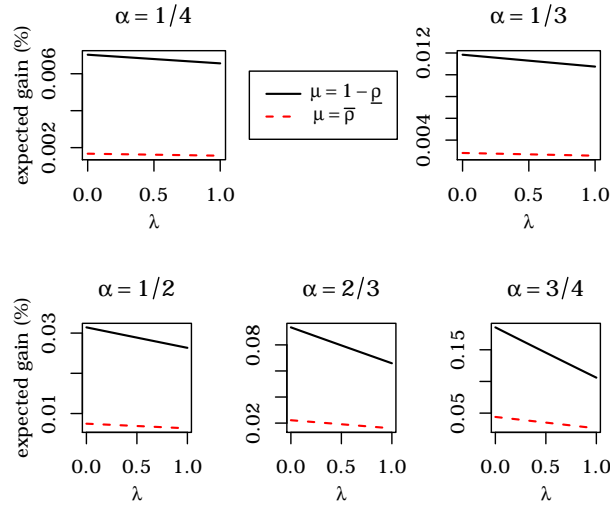 α = 1/4
α = 1/3
expected gain (%)
0.006
0.002
0.0 0.5 1.0
λ
μ = 1 − ρ̲
μ = ρ̅
0.012
0.004
0.0 0.5 1.0
λ
α = 1/2
α = 2/3
α = 3/4
expected gain (%)
0.03
0.01
0.0 0.5 1.0
λ
0.08
0.02
0.0 0.5 1.0
λ
0.15
0.05
0.0 0.5 1.0
λ